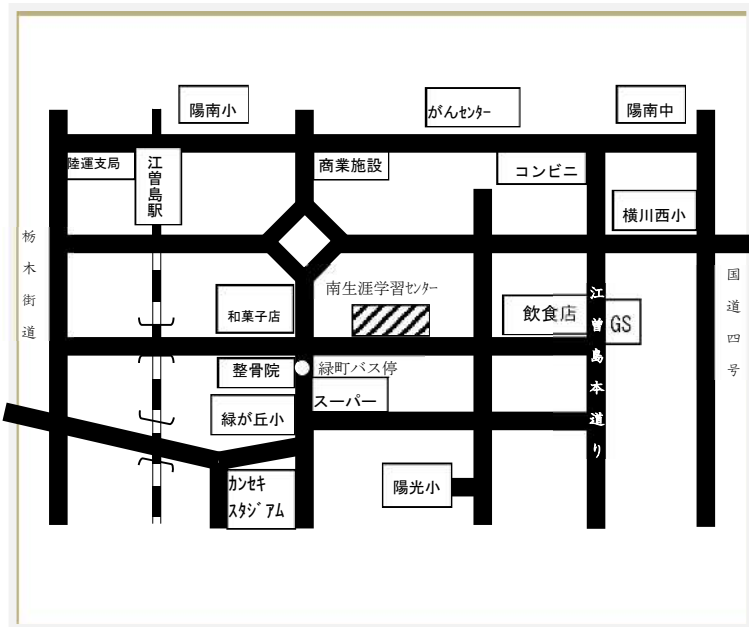 陽南小
がんセンター
陽南中
陸運支局
江曽島駅
商業施設
コンビニ
横川西小
栃木街道
国道四号
南生涯学習センター
和菓子店
飲食店
江曽島本通り
GS
整骨院
緑町バス停
スーパー
緑が丘小
カンセキ
スタジアム
陽光小